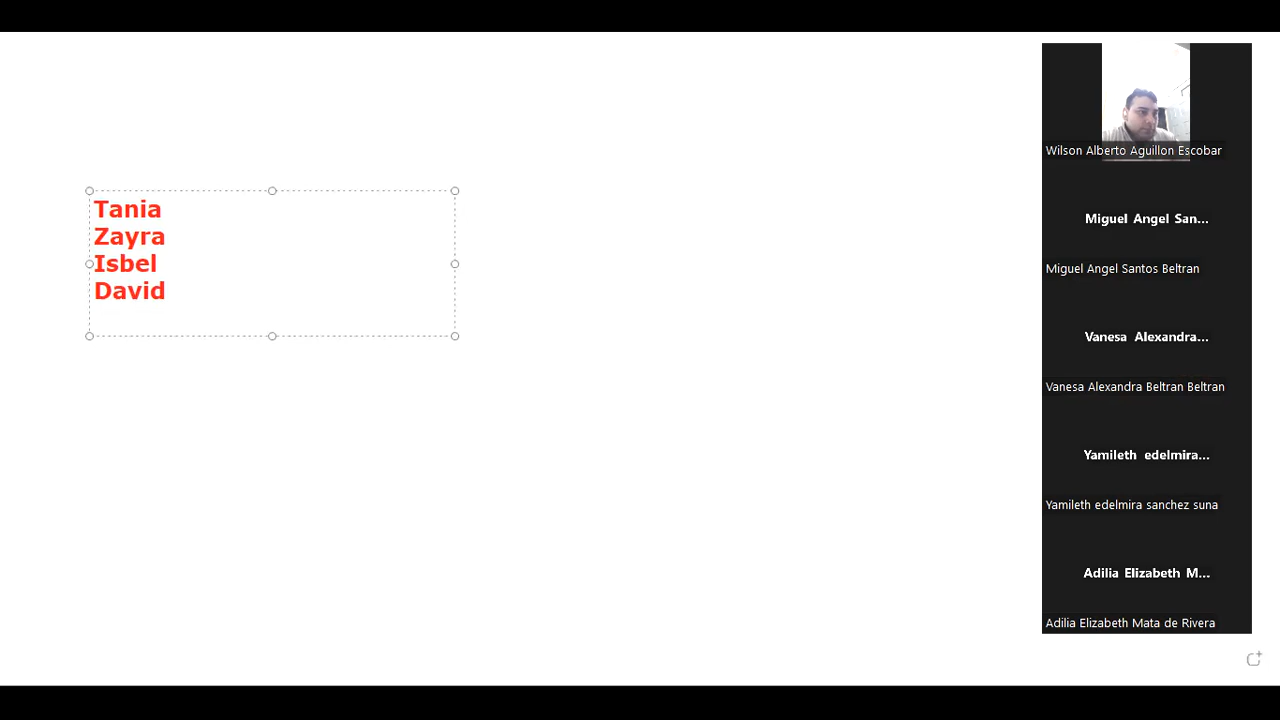 Tania
Zayra
Isbel
David
Wilson Alberto Aguillon Escobar
Miguel Angel San...
Miguel Angel Santos Beltran
Vanesa Alexandra...
Vanesa Alexandra Beltran Beltran
Yamileth edelmira...
Yamileth edelmira sanchez suna
Adilia Elizabeth M...
Adilia Elizabeth Mata de Rivera